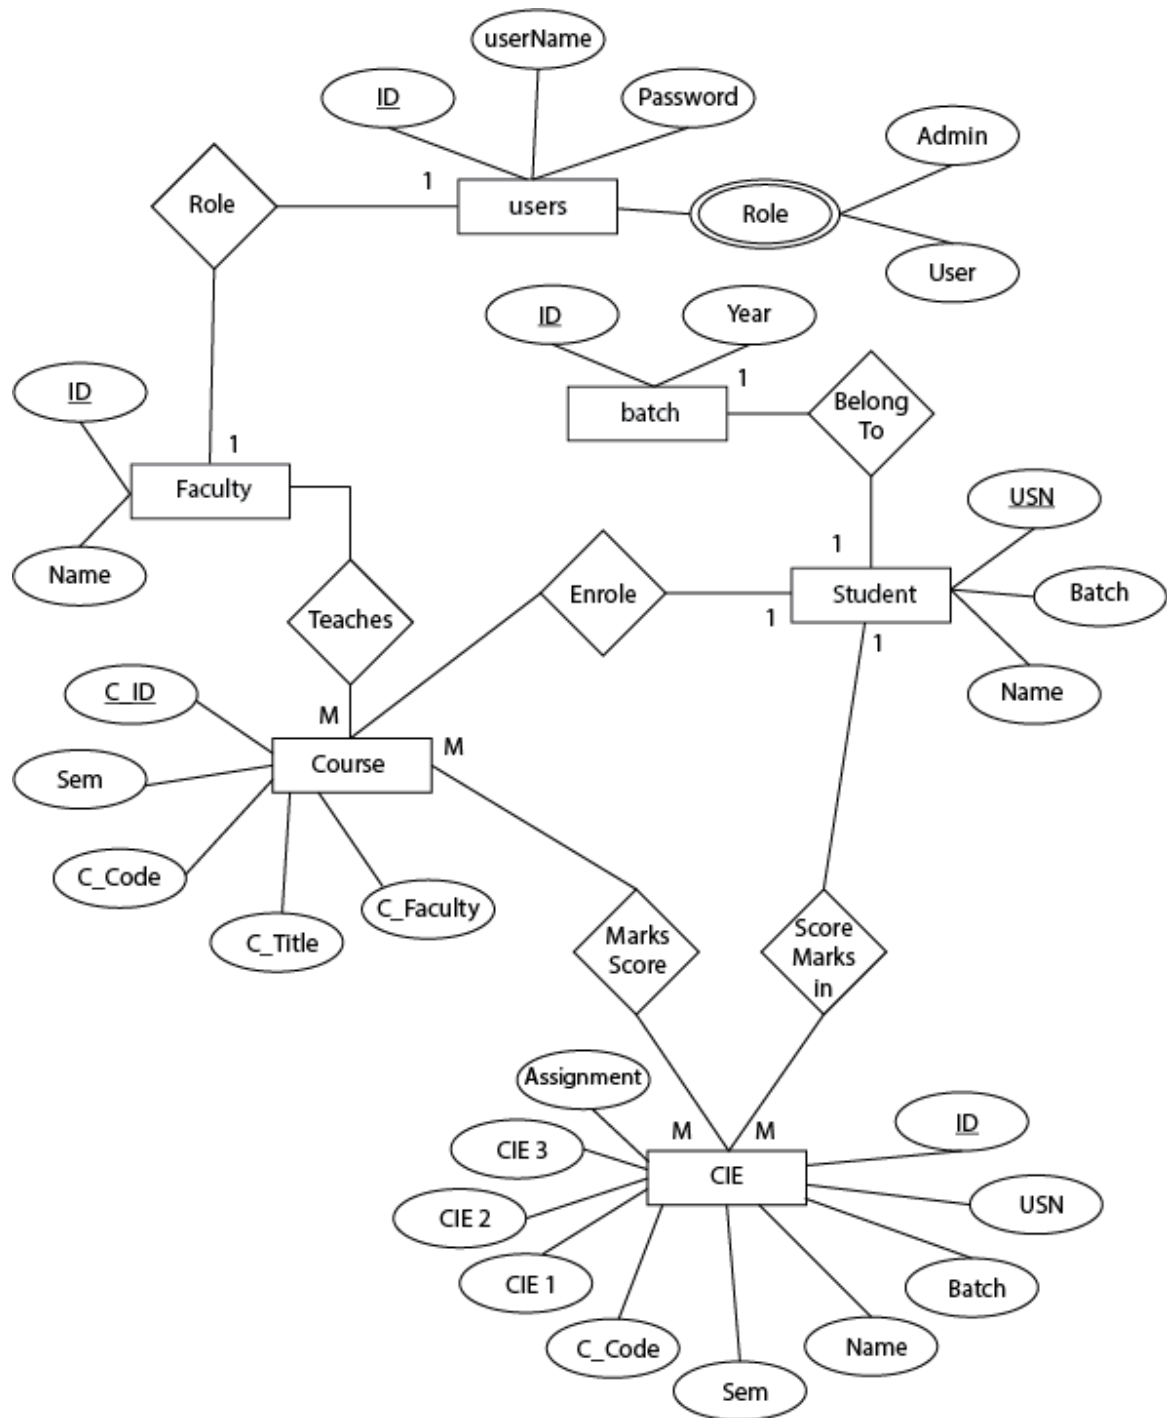 userName
ID
Password
Admin
Role
1
users
Role
User
ID
Year
1
batch
Belong
To
ID
1
Faculty
Name
USN
1
Student
Batch
Name
Enrole
1
1
Teaches
C_ID
M
M
Course
Sem
C_Code
C_Title
C_Faculty
Marks
Score
Score
Marks
in
Assignment
M
M
ID
CIE 3
CIE
CIE 2
USN
CIE 1
Batch
C_Code
Name
Sem